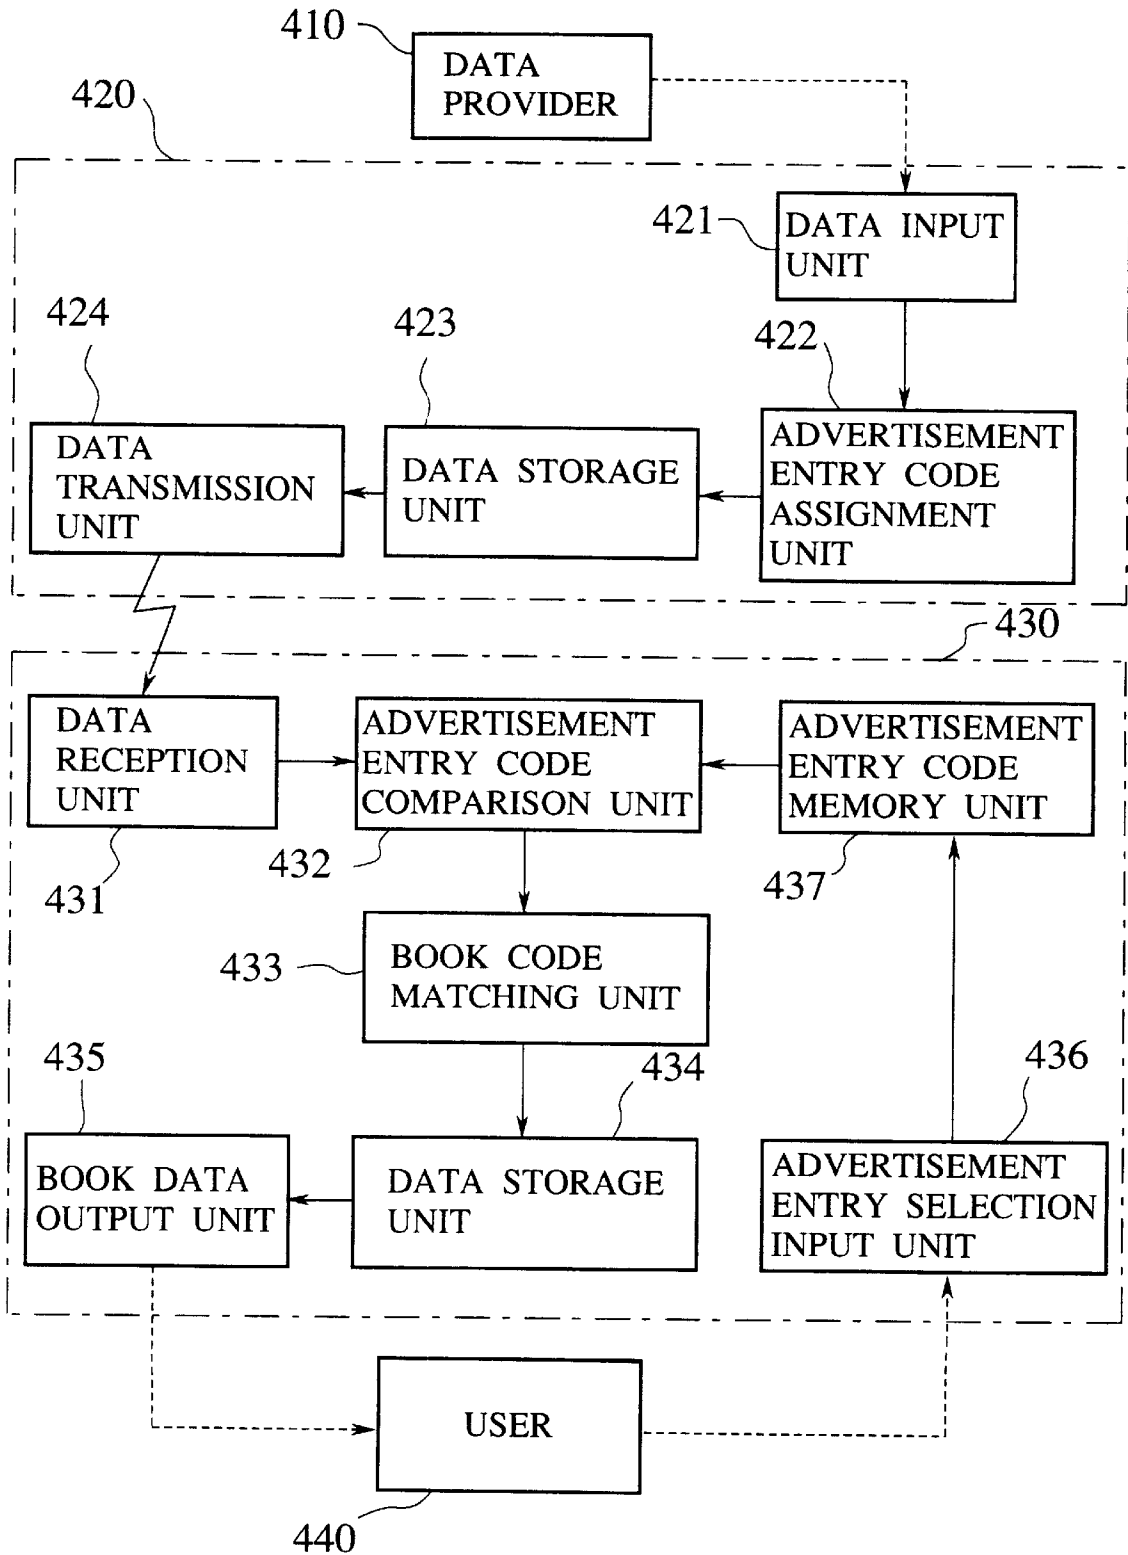 410
DATA
PROVIDER
420
421
DATA INPUT
UNIT
424
423
422
DATA
TRANSMISSION
UNIT
DATA STORAGE
UNIT
ADVERTISEMENT
ENTRY CODE
ASSIGNMENT
UNIT
430
DATA
RECEPTION
UNIT
ADVERTISEMENT
ENTRY CODE
COMPARISON UNIT
ADVERTISEMENT
ENTRY CODE
MEMORY UNIT
431
432
437
433
BOOK CODE
MATCHING UNIT
435
434
436
BOOK DATA
OUTPUT UNIT
DATA STORAGE
UNIT
ADVERTISEMENT
ENTRY SELECTION
INPUT UNIT
USER
440